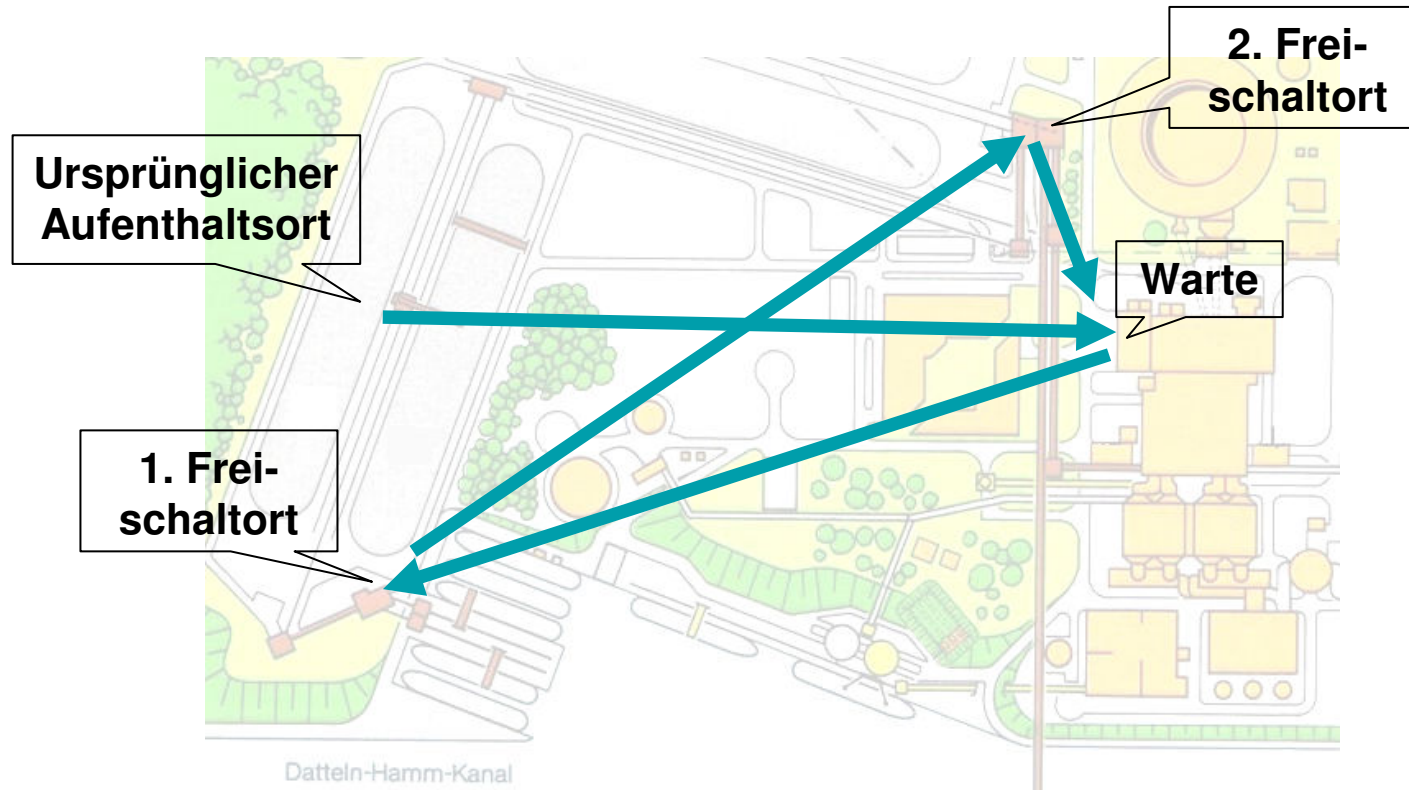 2. Frei-
schaltort
Ursprünglicher
Aufenthaltsort
Warte
1. Frei-
schaltort
Datteln-Hamm-Kanal